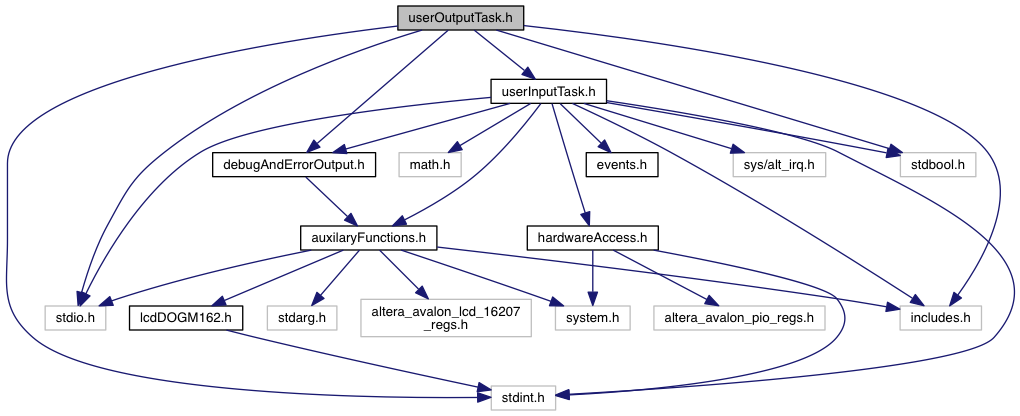 userOutputTask.h
userInputTask.h
debugAndErrorOutput.h
math.h
events.h
sys/alt_irq.h
stdbool.h
auxilaryFunctions.h
hardwareAccess.h
stdio.h
lcdDOGM162.h
stdarg.h
altera_avalon_lcd_16207
_regs.h
system.h
altera_avalon_pio_regs.h
includes.h
stdint.h